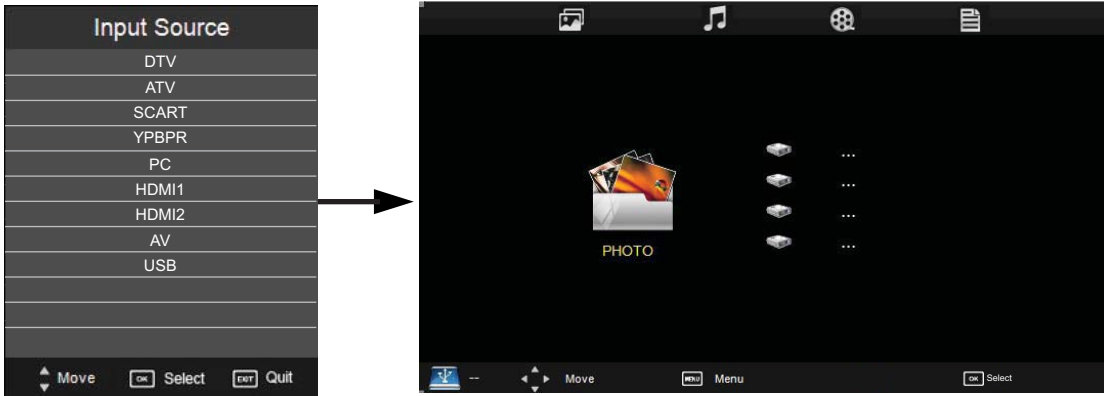 Input Source
DTV
ATV
SCART
YPBPR
PC
HDMI1
HDMI2
AV
USB
Move OK Select EXIT Quit
...
...
...
...
PHOTO
-- Move MENU Menu OK Select